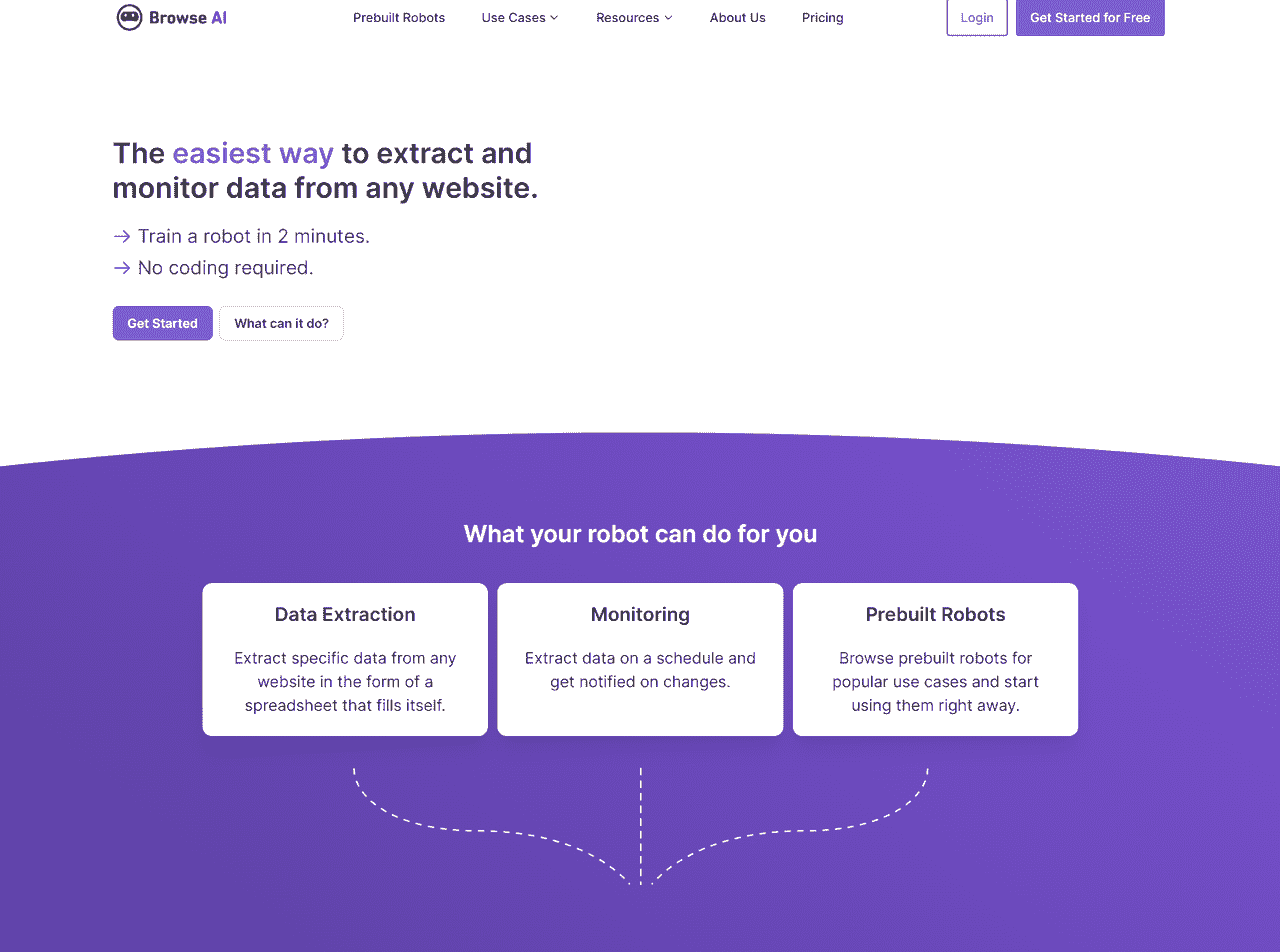 Browse AI
Prebuilt Robots
Use Cases
Resources
About Us
Pricing
Login
Get Started for Free
The easiest way to extract and
monitor data from any website.
→ Train a robot in 2 minutes.
→ No coding required.
Get Started
What can it do?
What your robot can do for you
Data Extraction
Extract specific data from any
website in the form of a
spreadsheet that fills itself.
Monitoring
Extract data on a schedule and
get notified on changes.
Prebuilt Robots
Browse prebuilt robots for
popular use cases and start
using them right away.